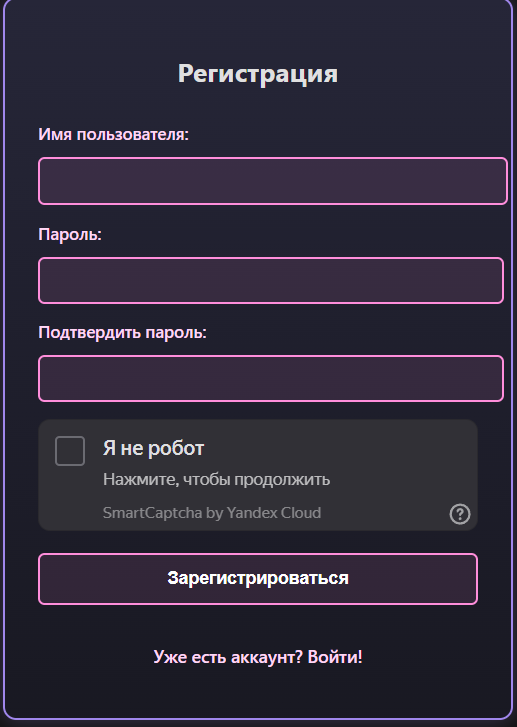 Регистрация
Имя пользователя:
Пароль:
Подтвердить пароль:
Я не робот
Нажмите, чтобы продолжить
SmartCaptcha by Yandex Cloud
?
Зарегистрироваться
Уже есть аккаунт? Войти!